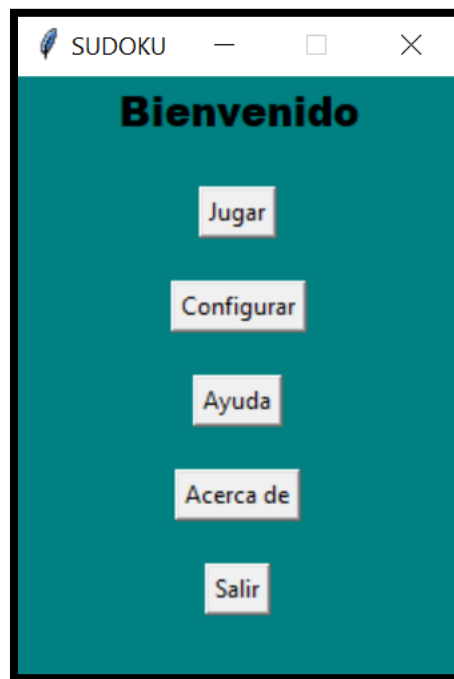 SUDOKU
Bienvenido
Jugar
Configurar
Ayuda
Acerca de
Salir